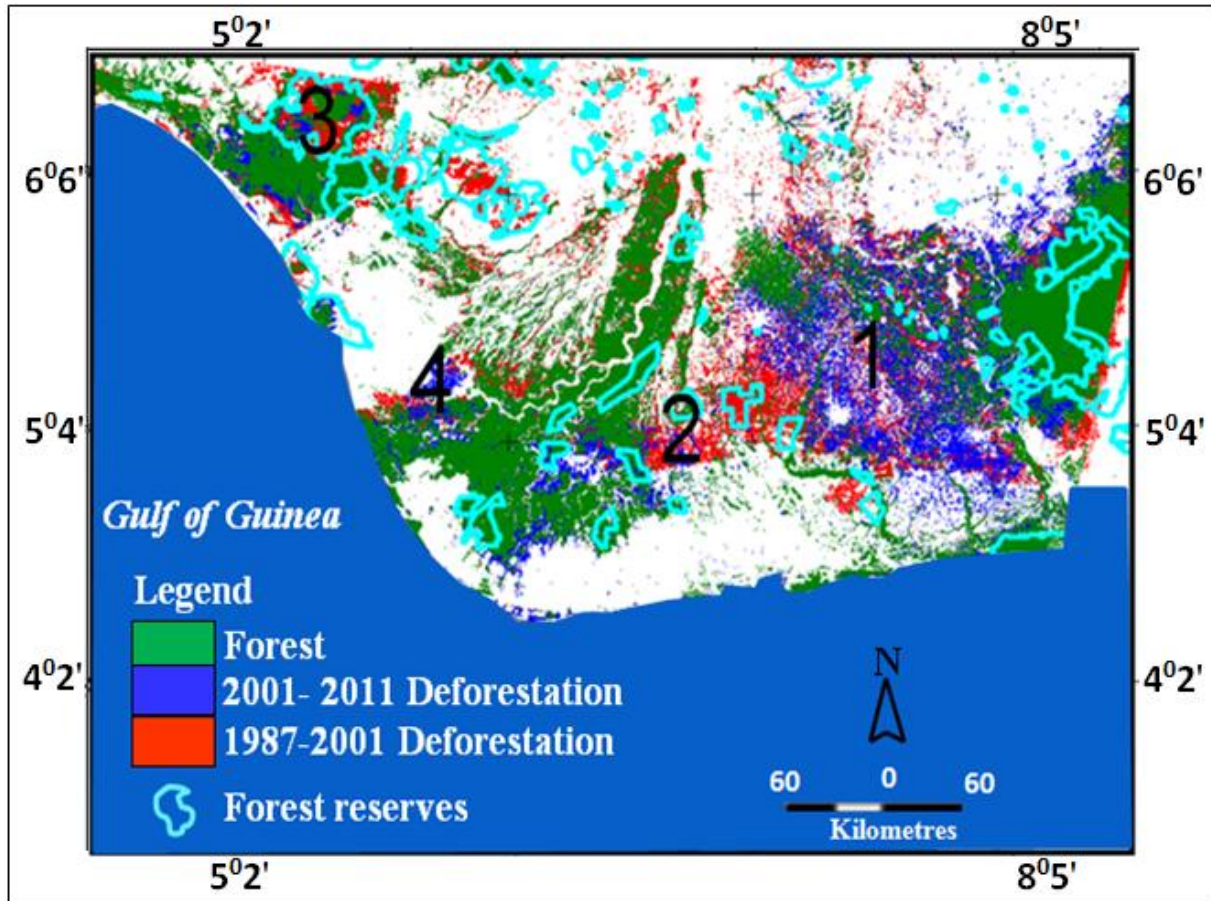 5⁰2' 8⁰5'
3
6⁰6' 6⁰6'
1
4
2
5⁰4' 5⁰4'
Gulf of Guinea
Legend
Forest
2001- 2011 Deforestation
1987-2001 Deforestation
Forest reserves
N
4⁰2' 4⁰2'
60 0 60
Kilometres
5⁰2' 8⁰5'